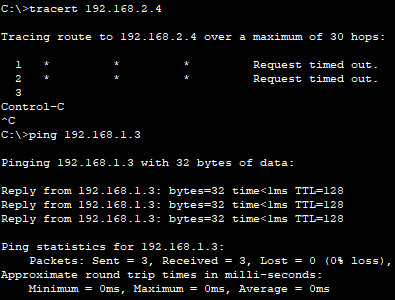 C:\>tracert 192.168.2.4
Tracing route to 192.168.2.4 over a maximum of 30 hops:
1 * * * Request timed out.
2 * * * Request timed out.
3
Control-C
^C
C:\>ping 192.168.1.3
Pinging 192.168.1.3 with 32 bytes of data:
Reply from 192.168.1.3: bytes=32 time<1ms TTL=128
Reply from 192.168.1.3: bytes=32 time<1ms TTL=128
Reply from 192.168.1.3: bytes=32 time<1ms TTL=128
Ping statistics for 192.168.1.3:
Packets: Sent = 3, Received = 3, Lost = 0 (0% loss),
Approximate round trip times in milli-seconds:
Minimum = 0ms, Maximum = 0ms, Average = 0ms